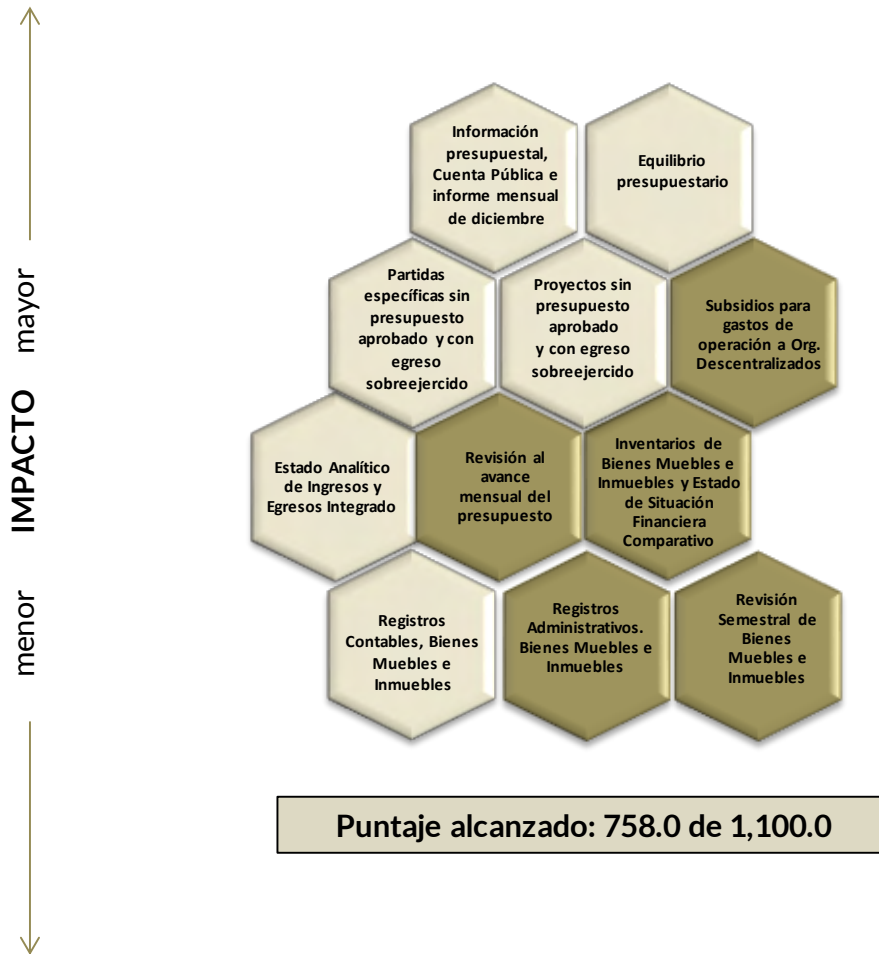 Información
presupuestal,
Cuenta Pública e
informe mensual
de diciembre
Equilibrio
presupuestario
Partidas
específicas sin
presupuesto
aprobado y con
egreso
sobreejercido
Proyectos sin
presupuesto
aprobado
y con egreso
sobreejercido
Subsidios para
gastos de
operación a Org.
Descentralizados
Estado Analítico
de Ingresos y
Egresos Integrado
Revisión al
avance
mensual del
presupuesto
Inventarios de
Bienes Muebles e
Inmuebles y Estado
de Situación
Financiera
Comparativo
Registros
Contables, Bienes
Muebles e
Inmuebles
Registros
Administrativos.
Bienes Muebles e
Inmuebles
Revisión
Semestral de
Bienes
Muebles e
Inmuebles
menor IMPACTO mayor
Puntaje alcanzado: 758.0 de 1,100.0